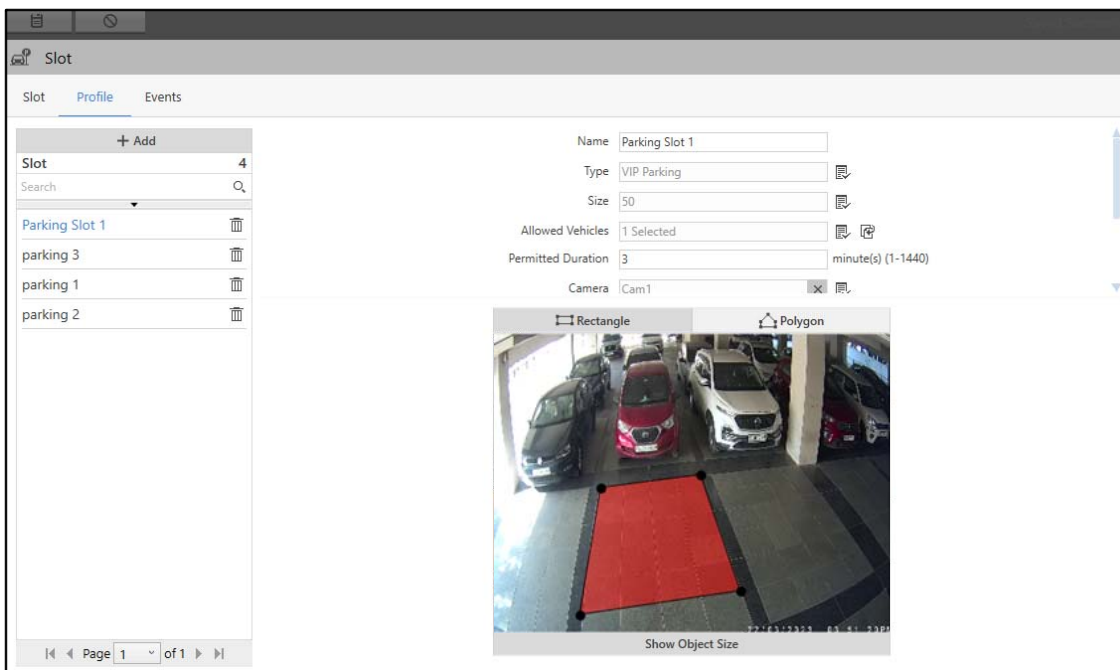 Slot
Slot Profile Events
+ Add
Slot 4
Search
Parking Slot 1
parking 3
parking 1
parking 2
Page 1 of 1
Name Parking Slot 1
Type VIP Parking
Size 50
Allowed Vehicles 1 Selected
Permitted Duration 3 minute(s) (1-1440)
Camera Cam1
Rectangle Polygon
Show Object Size